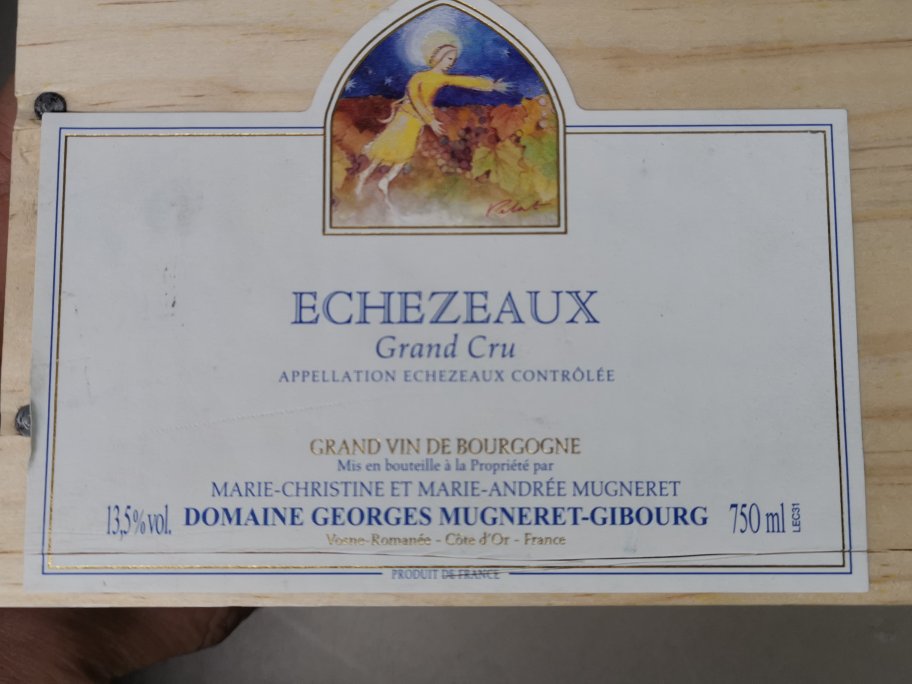 ECHEZEAUX
Grand Cru
APPELLATION ECHEZEAUX CONTRÔLÉE
GRAND VIN DE BOURGOGNE
Mis en bouteille à la Propriété par
MARIE-CHRISTINE ET MARIE-ANDRÉE MUGNERET
13,5% vol. DOMAINE GEORGES MUGNERET-GIBOURG 750 ml LEC31
Vosne-Romanée - Côte d'Or - France
PRODUIT DE FRANCE